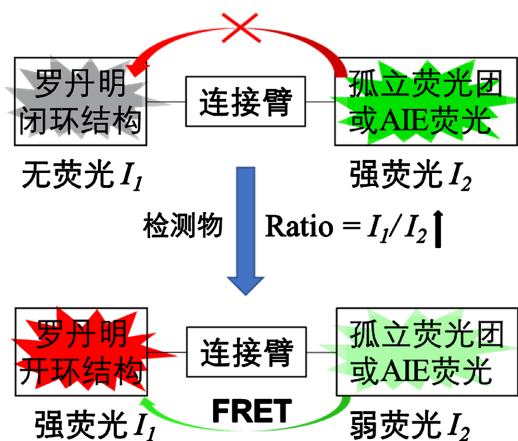 罗丹明
闭环结构
连接臂
孤立荧光团
或AIE荧光
无荧光 I1
强荧光 I2
检测物
Ratio = I1/ I2
罗丹明
开环结构
连接臂
孤立荧光团
或AIE荧光
强荧光 I1
FRET
弱荧光 I2